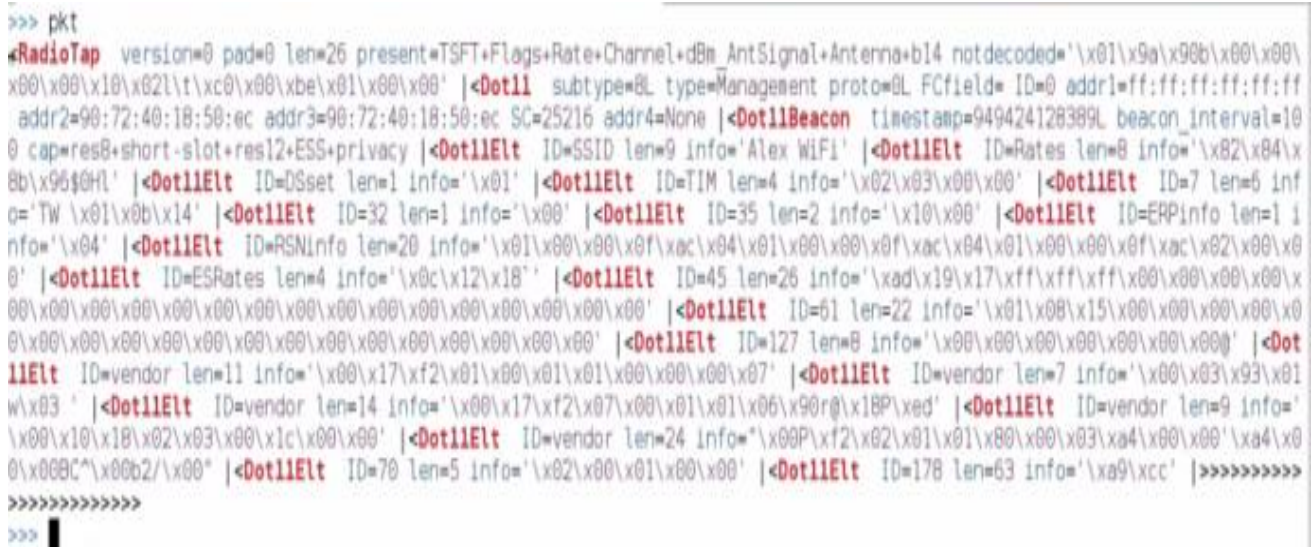 >>> pkt
<RadioTap version=0 pad=0 len=26 present=TSFT+Flags+Rate+Channel+dBm_AntSignal+Antenna+b14 notdecoded='\x01\x9a\x90b\x00\x00\
x00\x00\x10\x02l\t\xc0\x00\xbe\x01\x00\x00' |<Dot11 subtype=8L type=Management proto=0L FCfield= ID=0 addr1=ff:ff:ff:ff:ff:ff
addr2=90:72:40:18:50:ec addr3=90:72:40:18:50:ec SC=25216 addr4=None |<Dot11Beacon timestamp=949424128389L beacon_interval=10
0 cap=res8+short-slot+res12+ESS+privacy |<Dot11Elt ID=SSID len=9 info='Alex WiFi' |<Dot11Elt ID=Rates len=8 info='\x82\x84\x
8b\x96$0Hl' |<Dot11Elt ID=DSset len=1 info='\x01' |<Dot11Elt ID=TIM len=4 info='\x02\x03\x00\x00' |<Dot11Elt ID=7 len=6 inf
o='TW \x01\x0b\x14' |<Dot11Elt ID=32 len=1 info='\x00' |<Dot11Elt ID=35 len=2 info='\x10\x00' |<Dot11Elt ID=ERPinfo len=1 i
nfo='\x04' |<Dot11Elt ID=RSNinfo len=20 info='\x01\x00\x00\x0f\xac\x04\x01\x00\x00\x0f\xac\x04\x01\x00\x00\x0f\xac\x02\x00\x0
0' |<Dot11Elt ID=ESRates len=4 info='\x0c\x12\x18`' |<Dot11Elt ID=45 len=26 info='\xad\x19\x17\xff\xff\xff\x00\x00\x00\x00\x
00\x00\x00\x00\x00\x00\x00\x00\x00\x00\x00\x00\x00\x00\x00\x00' |<Dot11Elt ID=61 len=22 info='\x01\x08\x15\x00\x00\x00\x00\x0
0\x00\x00\x00\x00\x00\x00\x00\x00\x00\x00\x00\x00\x00\x00' |<Dot11Elt ID=127 len=8 info='\x00\x00\x00\x00\x00\x00\x00@' |<Dot
11Elt ID=vendor len=11 info='\x00\x17\xf2\x01\x00\x01\x01\x00\x00\x00\x07' |<Dot11Elt ID=vendor len=7 info='\x00\x03\x93\x01
w\x03 ' |<Dot11Elt ID=vendor len=14 info='\x00\x17\xf2\x07\x00\x01\x01\x06\x90r@\x18P\xed' |<Dot11Elt ID=vendor len=9 info='
\x00\x10\x18\x02\x03\x00\x1c\x00\x00' |<Dot11Elt ID=vendor len=24 info="\x00P\xf2\x02\x01\x01\x80\x00\x03\xa4\x00\x00'\xa4\x0
0\x00BC^\x00b2/\x00" |<Dot11Elt ID=70 len=5 info='\x02\x00\x01\x00\x00' |<Dot11Elt ID=178 len=63 info='\xa9\xcc' |>>>>>>>>>>
>>>>>>>>>>>>>
>>>